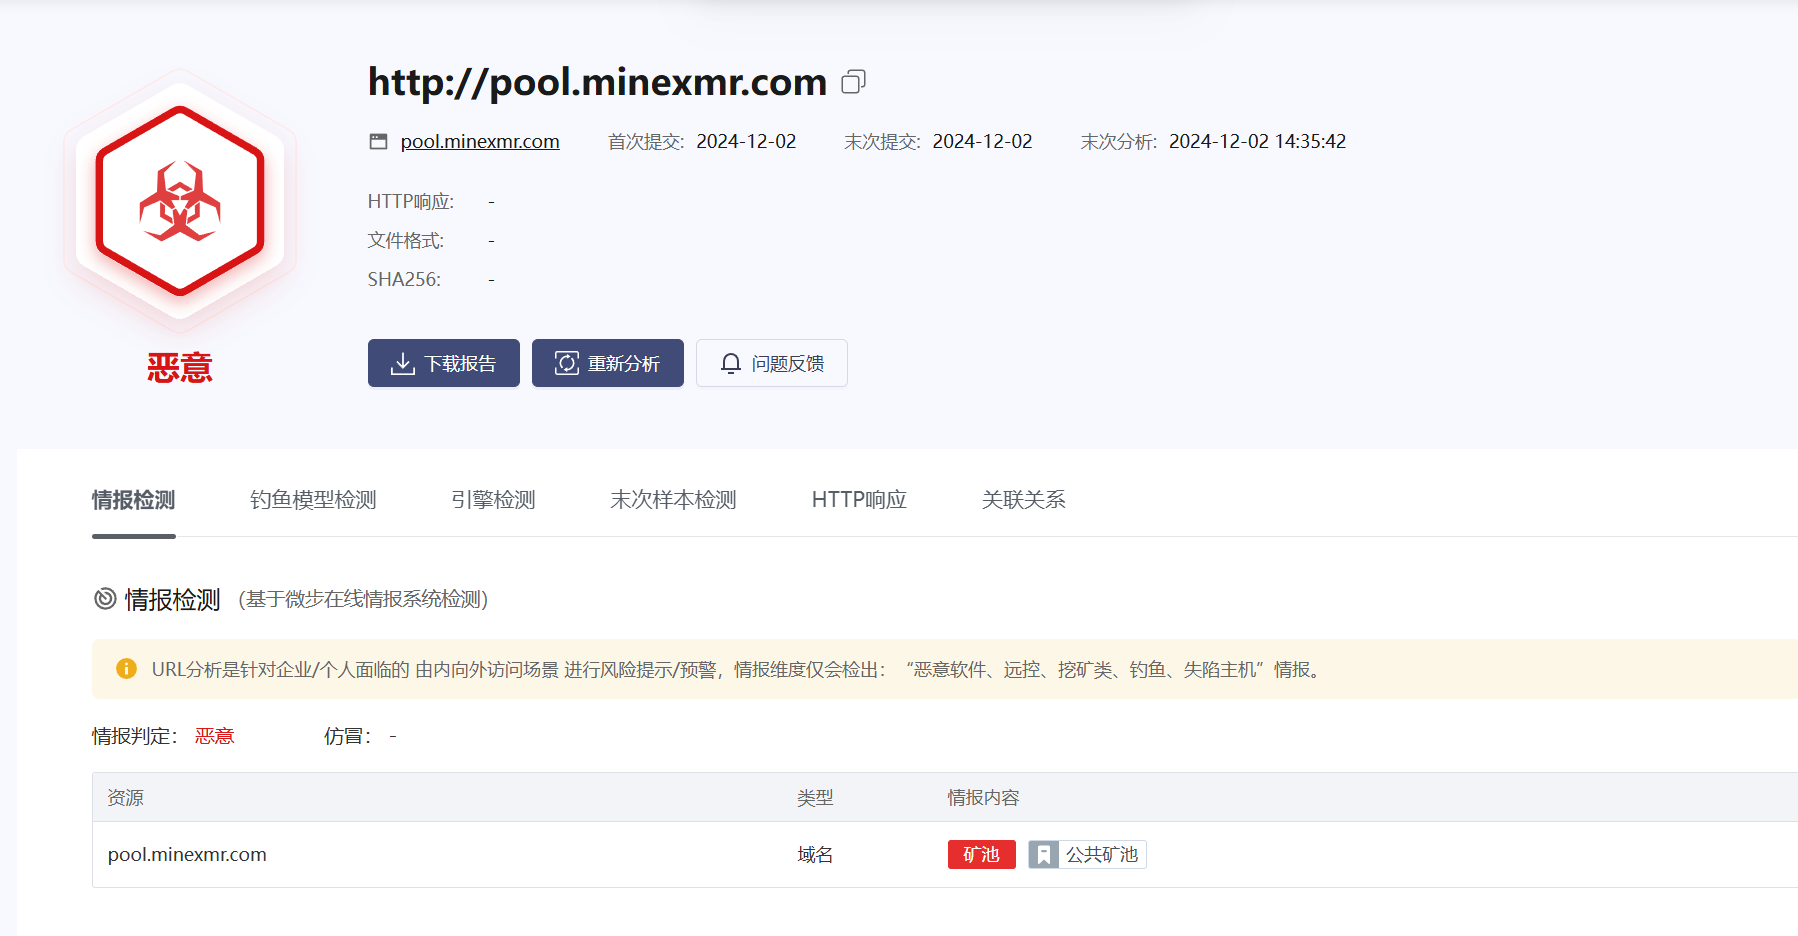 http://pool.minexmr.com
pool.minexmr.com 首次提交: 2024-12-02 末次提交: 2024-12-02 末次分析: 2024-12-02 14:35:42
HTTP响应: -
文件格式: -
SHA256: -
恶意
下载报告 重新分析 问题反馈
情报检测 钓鱼模型检测 引擎检测 末次样本检测 HTTP响应 关联关系
情报检测 (基于微步在线情报系统检测)
URL分析是针对企业/个人面临的 由内向外访问场景 进行风险提示/预警，情报维度仅会检出：“恶意软件、远控、挖矿类、钓鱼、失陷主机”情报。
情报判定： 恶意 仿冒： -
资源 类型 情报内容
pool.minexmr.com 域名 矿池 公共矿池